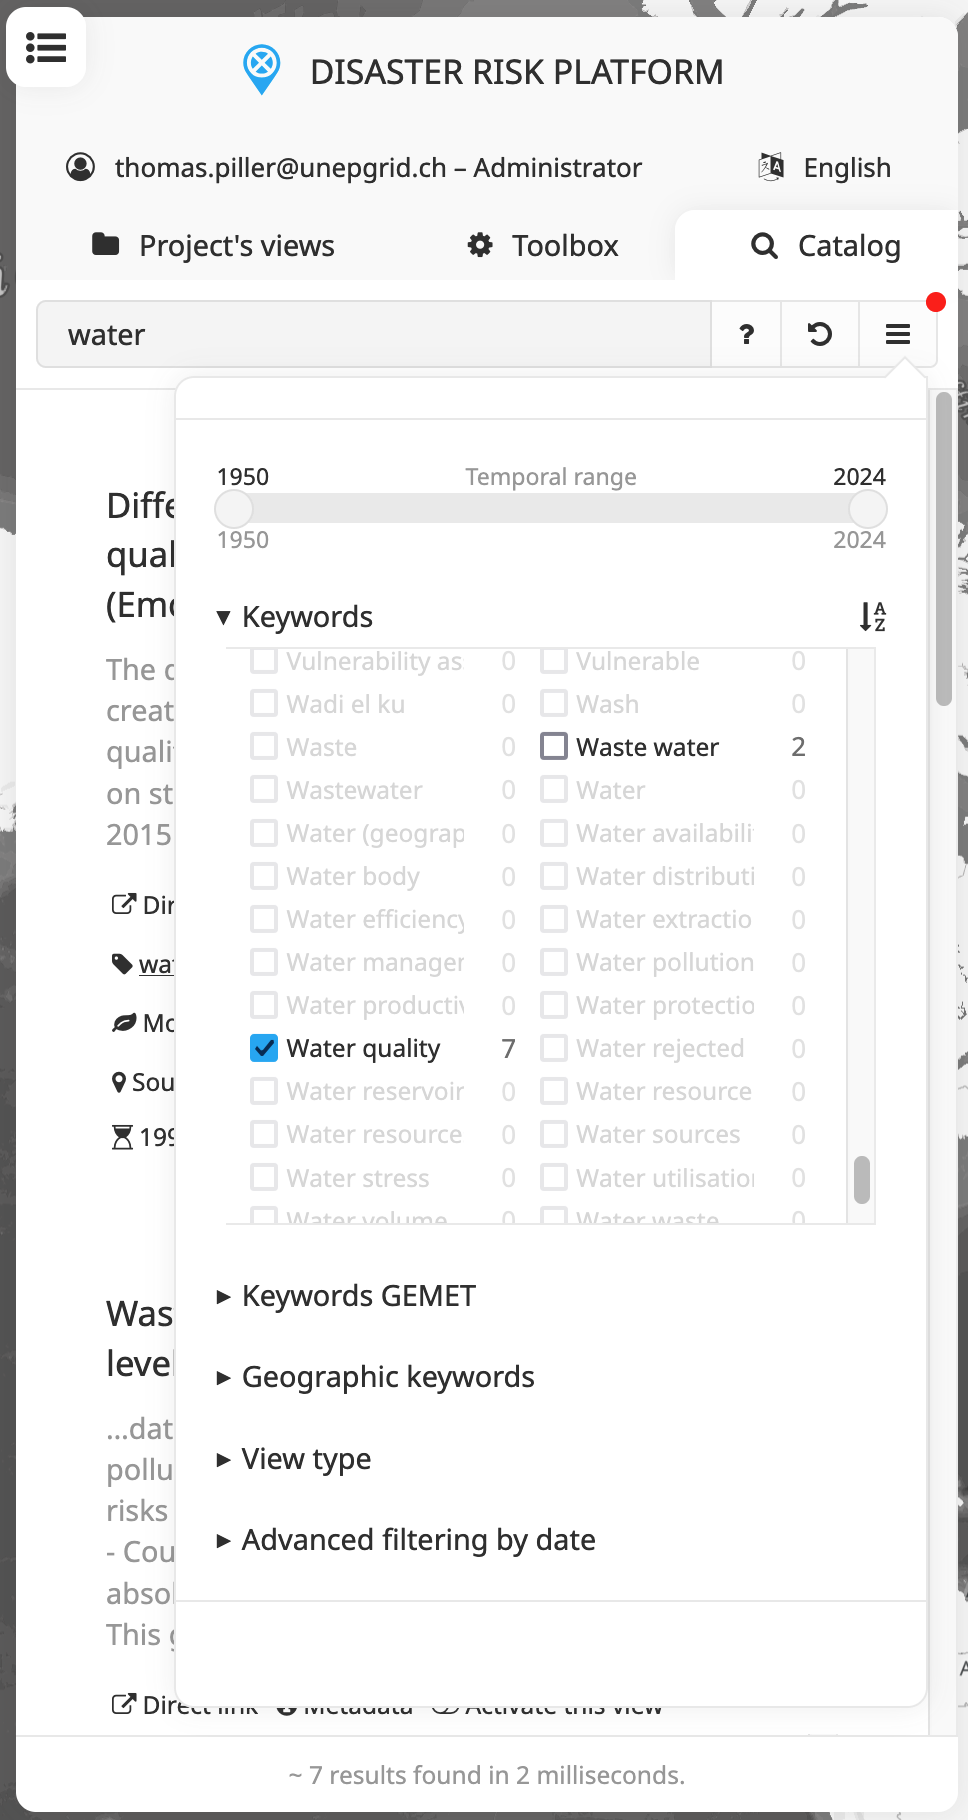 DISASTER RISK PLATFORM
thomas.piller@unepgrid.ch – Administrator English
Project's views Toolbox Catalog
water ?
1950 Temporal range 2024
1950 2024
Keywords
Vulnerability as 0 Vulnerable 0
Wadi el ku 0 Wash 0
Waste 0 Waste water 2
Wastewater 0 Water 0
Water (geograp 0 Water availabili 0
Water body 0 Water distributi 0
Water efficiency 0 Water extractio 0
Water manager 0 Water pollution 0
Water productiv 0 Water protectio 0
Water quality 7 Water rejected 0
Water reservoir 0 Water resource 0
Water resource 0 Water sources 0
Water stress 0 Water utilisation 0
Water volume 0 Water waste 0
Keywords GEMET
Geographic keywords
View type
Advanced filtering by date
Diffe
qual
(Emo
The d
creat
quali
on st
2015
Dir
wat
Mo
Sou
199
Was
level
...dat
pollu
risks
- Cou
absol
This g
Direct link Metadata Activate this view
~ 7 results found in 2 milliseconds.